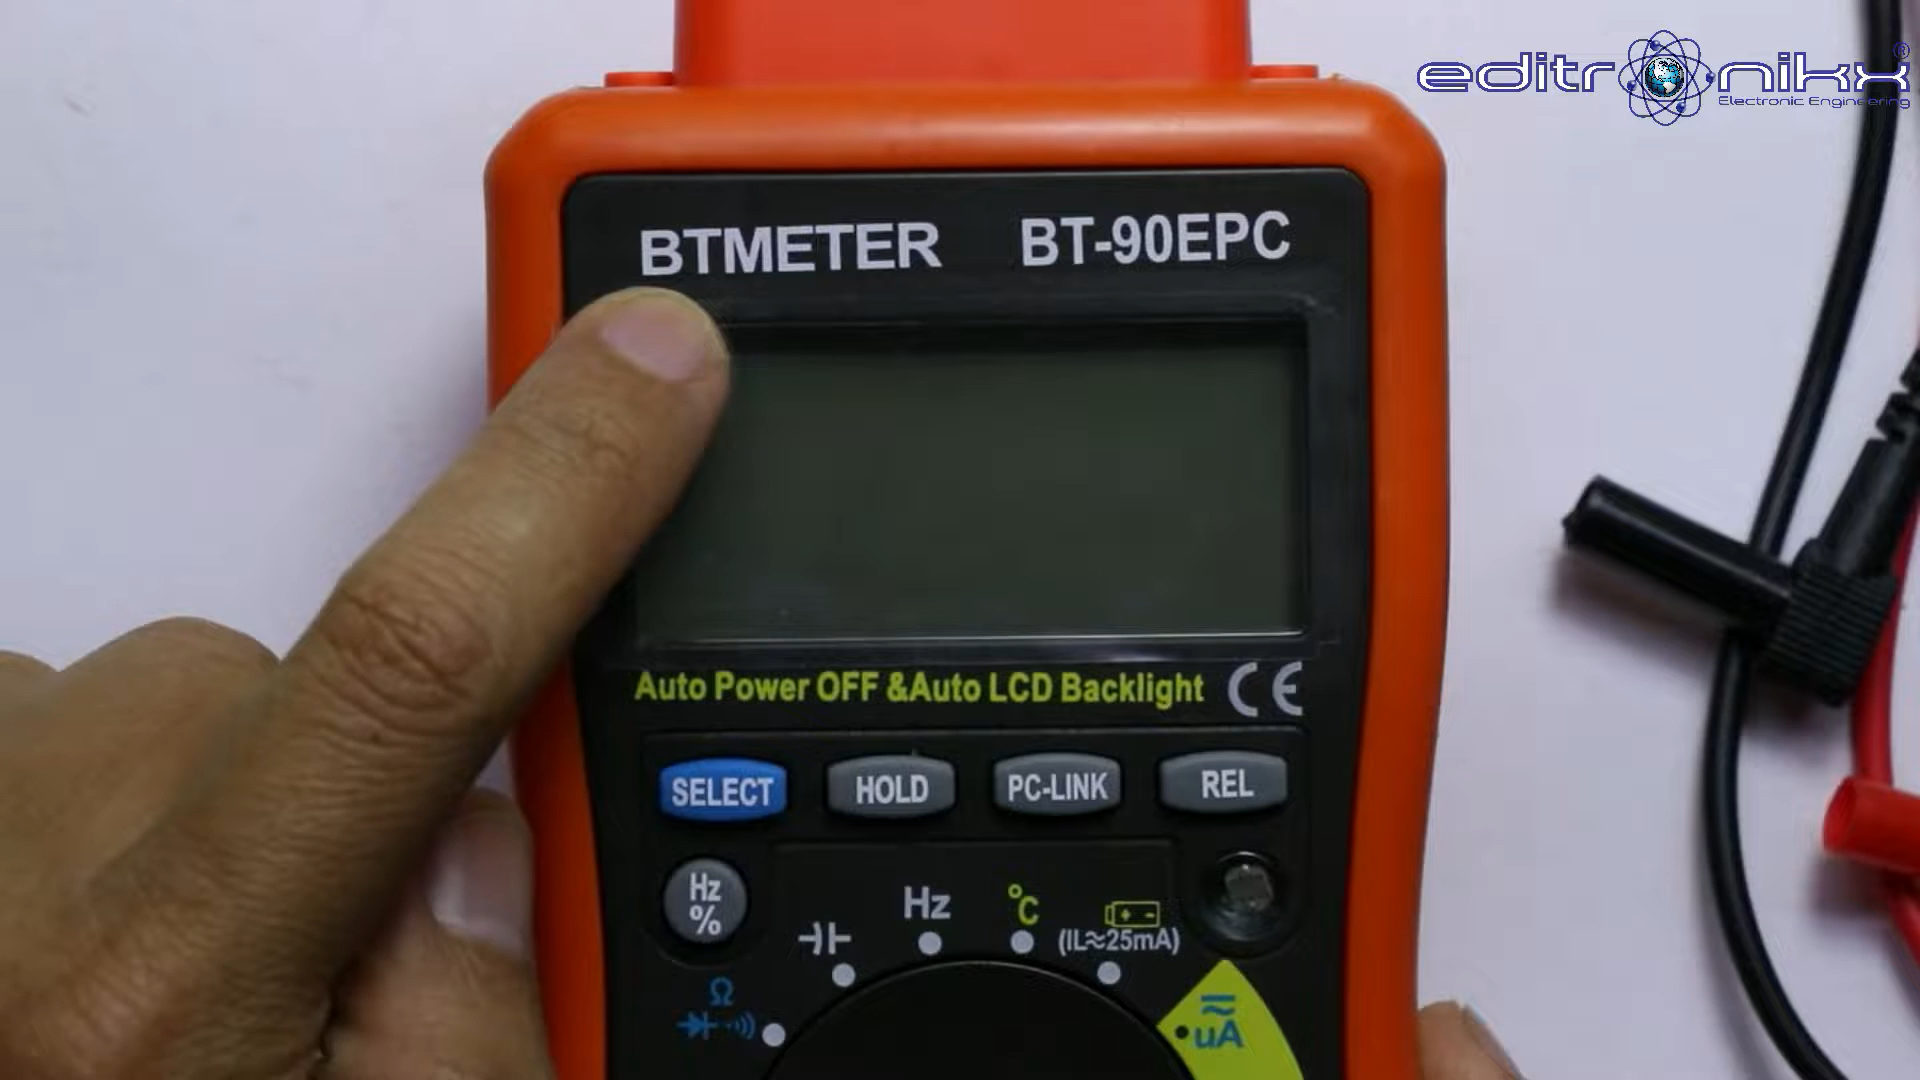 editronikx®
Electronic Engineering
BTMETER BT-90EPC
Auto Power OFF &Auto LCD Backlight CE
SELECT HOLD PC-LINK REL
Hz
%
Hz °C
(IL≈25mA)
Ω
uA